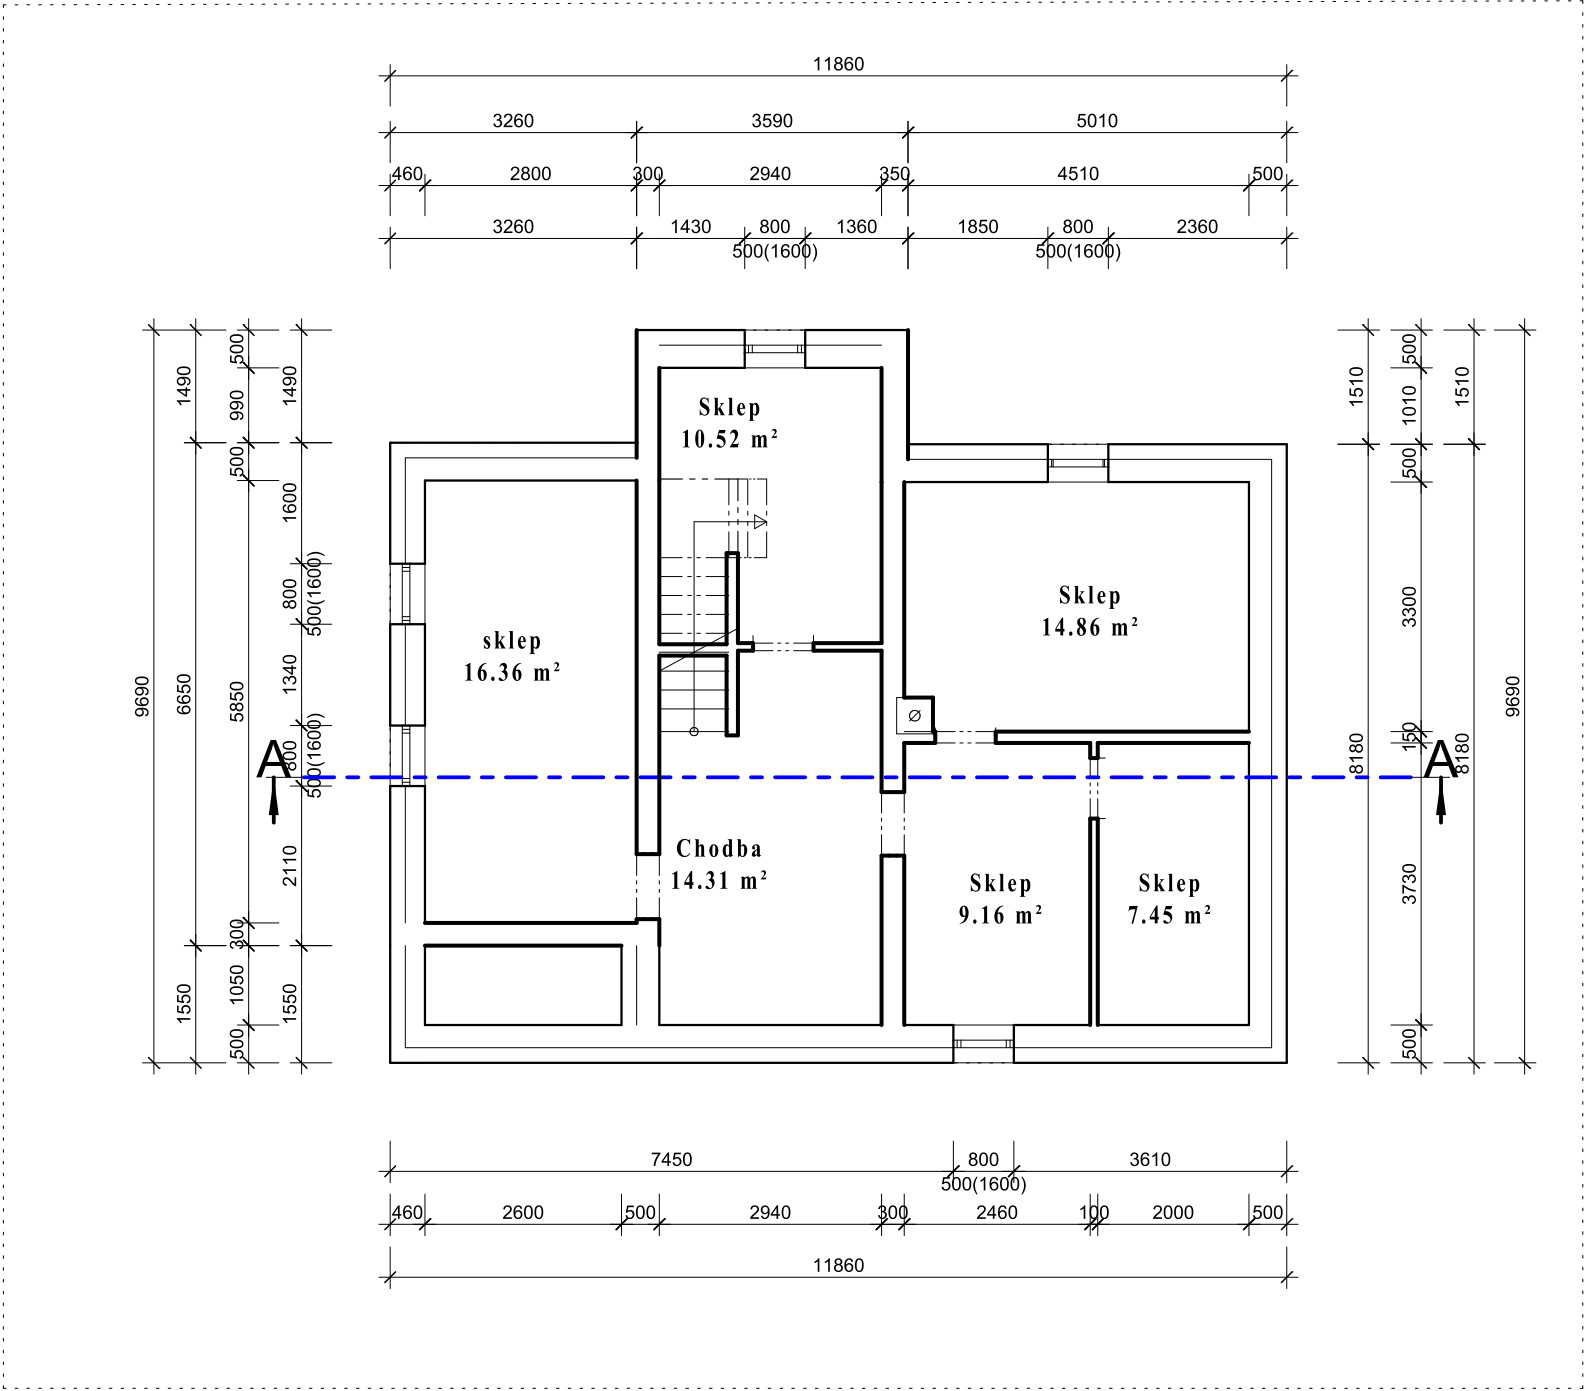 11860
3260 3590 5010
460 2800 300 2940 350 4510 500
3260 1430 800 1360 1850 800 2360
500(1600) 500(1600)
9690
1490 6650 1550
500 990 500 5850 300 1050 500
1490 1600 800 1340 800 2110 1550
500(1600) 500(1600)
Sklep
10.52 m²
Sklep
14.86 m²
sklep
16.36 m²
A A
Chodba
14.31 m²
Sklep
9.16 m²
Sklep
7.45 m²
1510 8180
500 1010 500 3300 150 3730 500
1510 8180
9690
7450 800 3610
500(1600)
460 2600 500 2940 300 2460 100 2000 500
11860